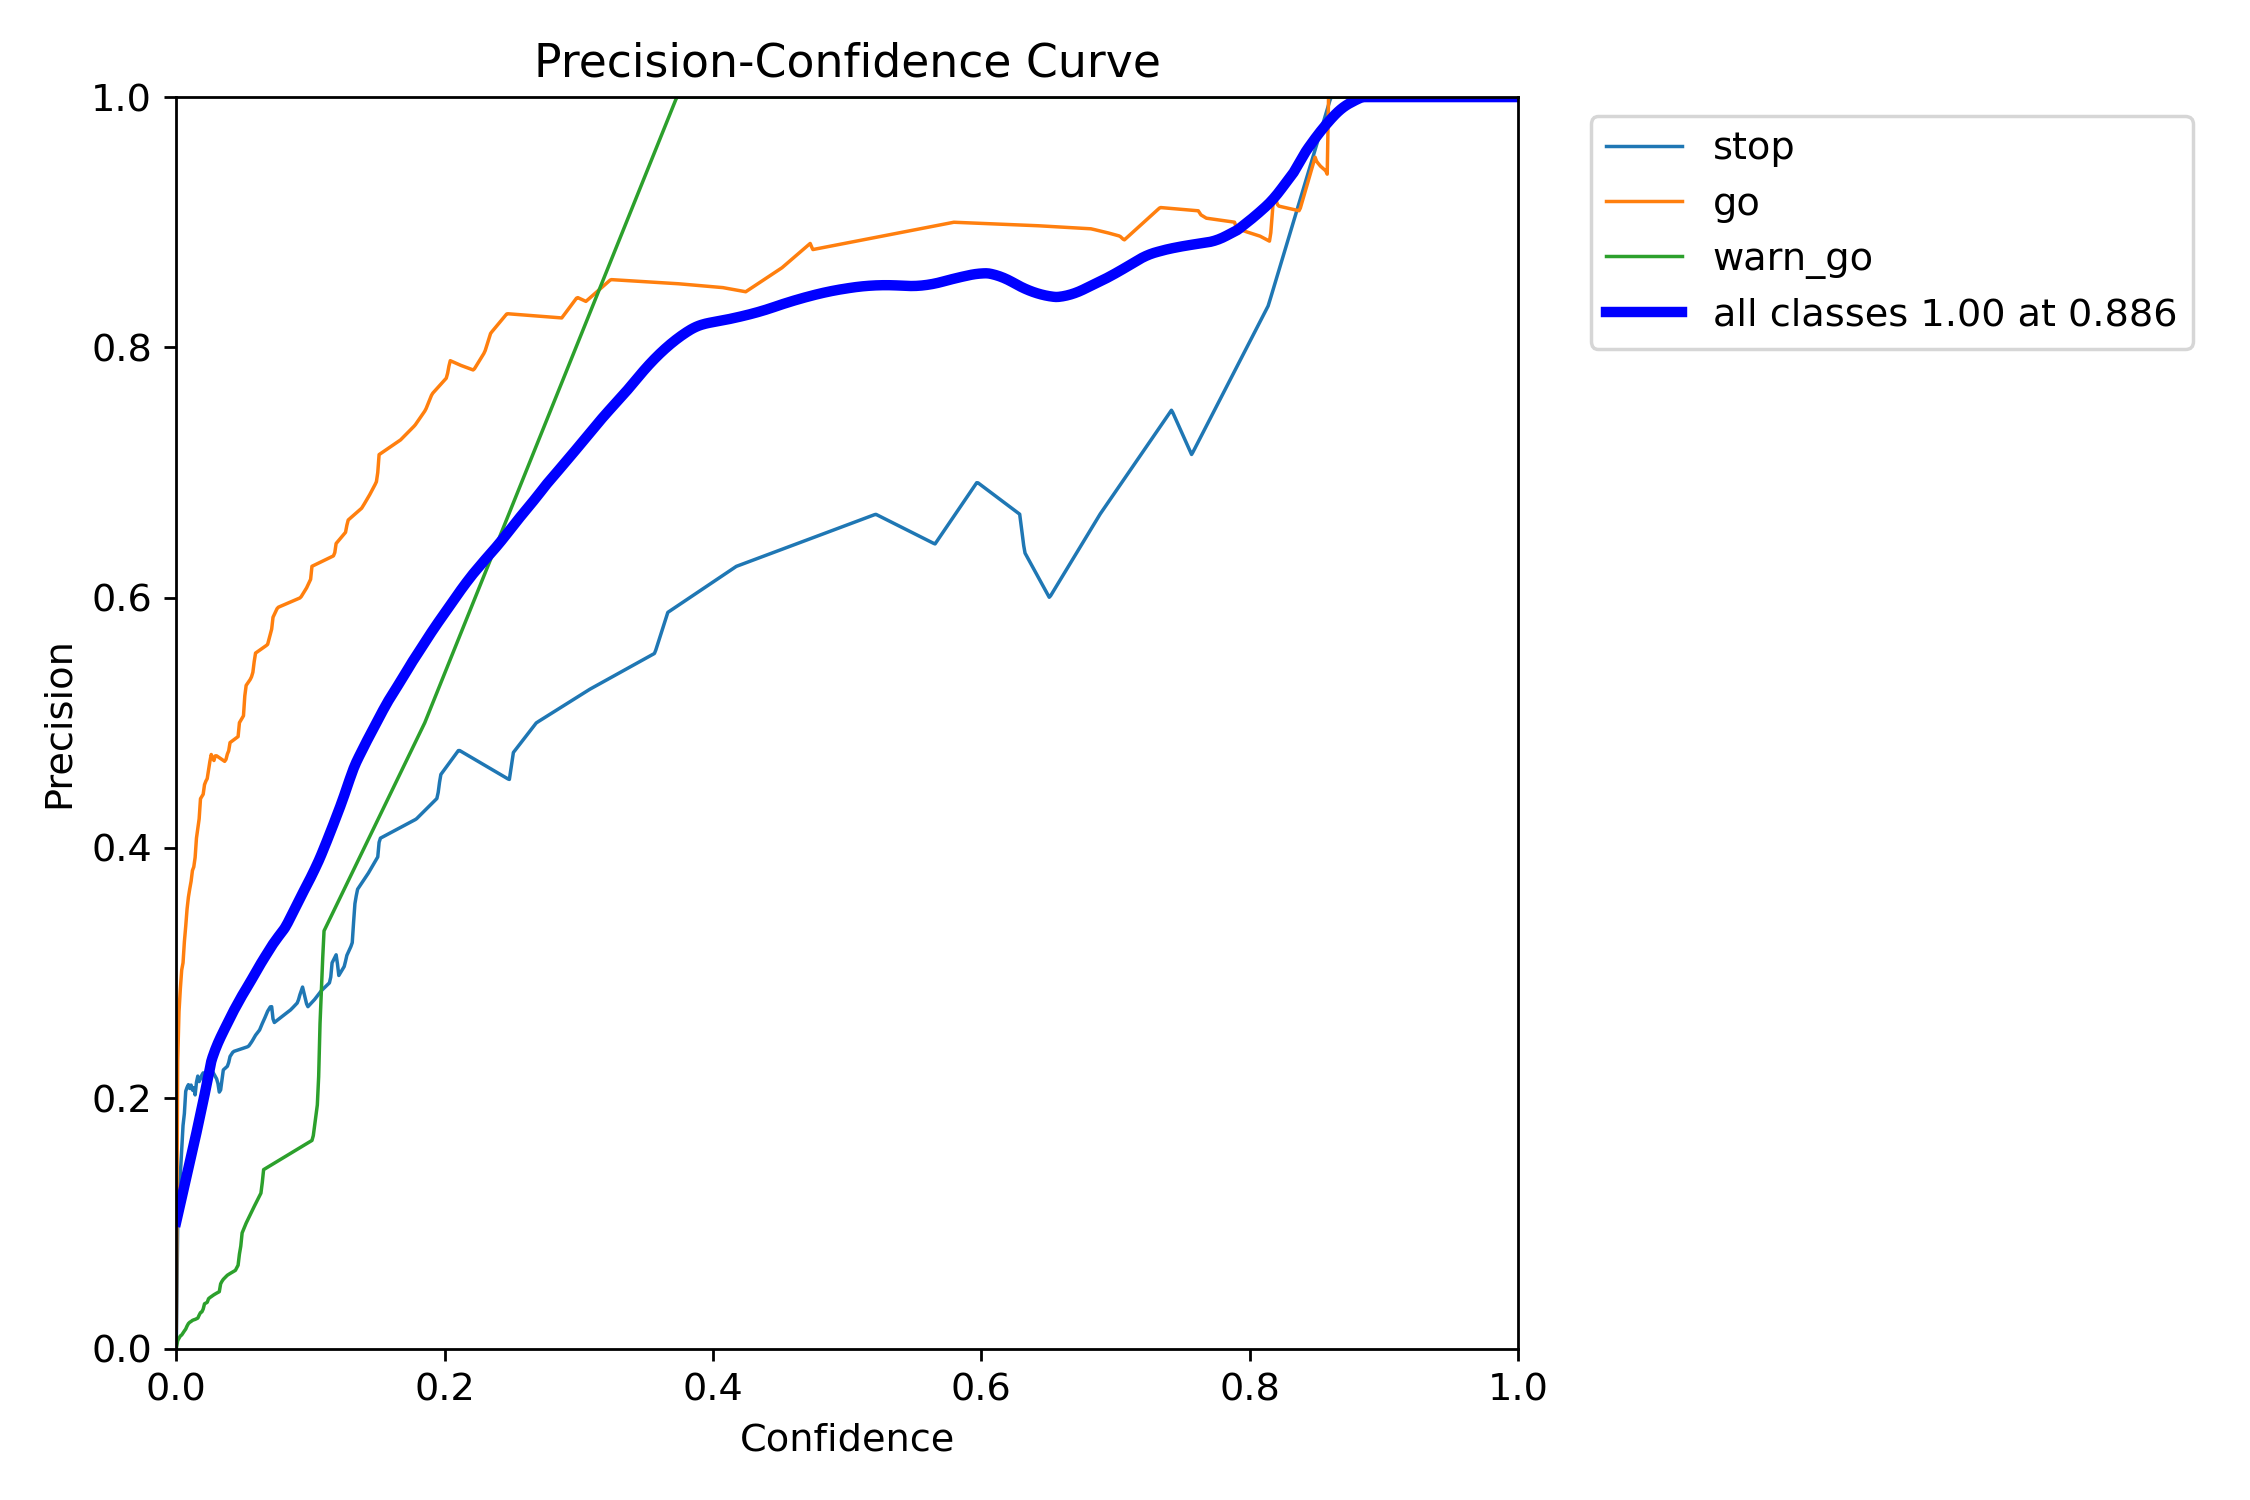 Precision-Confidence Curve
1.0
0.8
0.6
0.4
0.2
0.0
Precision
0.0 0.2 0.4 0.6 0.8 1.0
Confidence
stop
go
warn_go
all classes 1.00 at 0.886